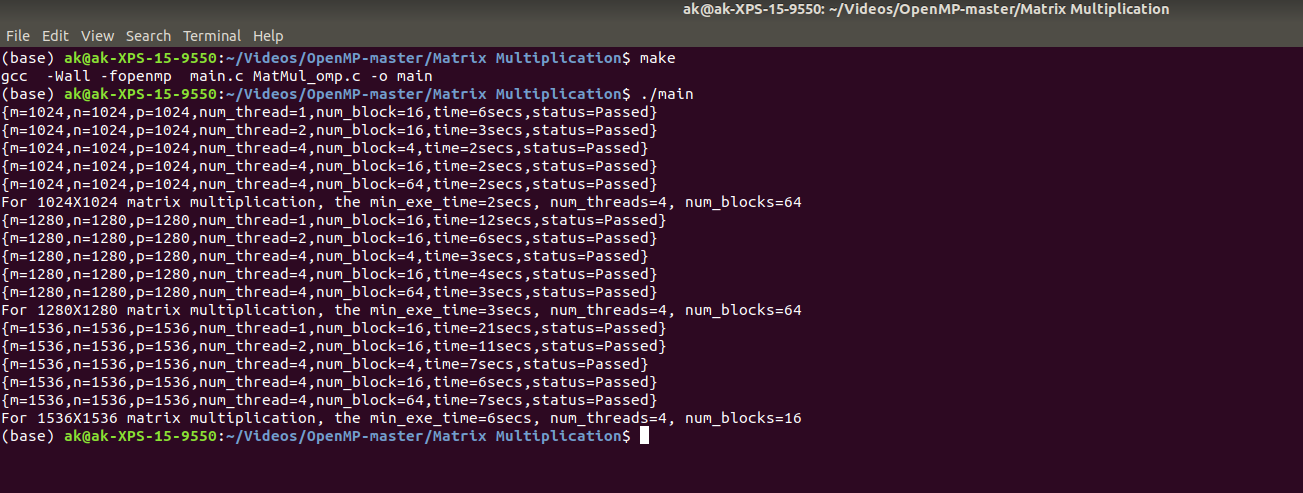 ak@ak-XPS-15-9550: ~/Videos/OpenMP-master/Matrix Multiplication
File Edit View Search Terminal Help
(base) ak@ak-XPS-15-9550:~/Videos/OpenMP-master/Matrix Multiplication$ make
gcc  -Wall -fopenmp  main.c MatMul_omp.c -o main
(base) ak@ak-XPS-15-9550:~/Videos/OpenMP-master/Matrix Multiplication$ ./main
{m=1024,n=1024,p=1024,num_thread=1,num_block=16,time=6secs,status=Passed}
{m=1024,n=1024,p=1024,num_thread=2,num_block=16,time=3secs,status=Passed}
{m=1024,n=1024,p=1024,num_thread=4,num_block=4,time=2secs,status=Passed}
{m=1024,n=1024,p=1024,num_thread=4,num_block=16,time=2secs,status=Passed}
{m=1024,n=1024,p=1024,num_thread=4,num_block=64,time=2secs,status=Passed}
For 1024X1024 matrix multiplication, the min_exe_time=2secs, num_threads=4, num_blocks=64
{m=1280,n=1280,p=1280,num_thread=1,num_block=16,time=12secs,status=Passed}
{m=1280,n=1280,p=1280,num_thread=2,num_block=16,time=6secs,status=Passed}
{m=1280,n=1280,p=1280,num_thread=4,num_block=4,time=3secs,status=Passed}
{m=1280,n=1280,p=1280,num_thread=4,num_block=16,time=4secs,status=Passed}
{m=1280,n=1280,p=1280,num_thread=4,num_block=64,time=3secs,status=Passed}
For 1280X1280 matrix multiplication, the min_exe_time=3secs, num_threads=4, num_blocks=64
{m=1536,n=1536,p=1536,num_thread=1,num_block=16,time=21secs,status=Passed}
{m=1536,n=1536,p=1536,num_thread=2,num_block=16,time=11secs,status=Passed}
{m=1536,n=1536,p=1536,num_thread=4,num_block=4,time=7secs,status=Passed}
{m=1536,n=1536,p=1536,num_thread=4,num_block=16,time=6secs,status=Passed}
{m=1536,n=1536,p=1536,num_thread=4,num_block=64,time=7secs,status=Passed}
For 1536X1536 matrix multiplication, the min_exe_time=6secs, num_threads=4, num_blocks=16
(base) ak@ak-XPS-15-9550:~/Videos/OpenMP-master/Matrix Multiplication$